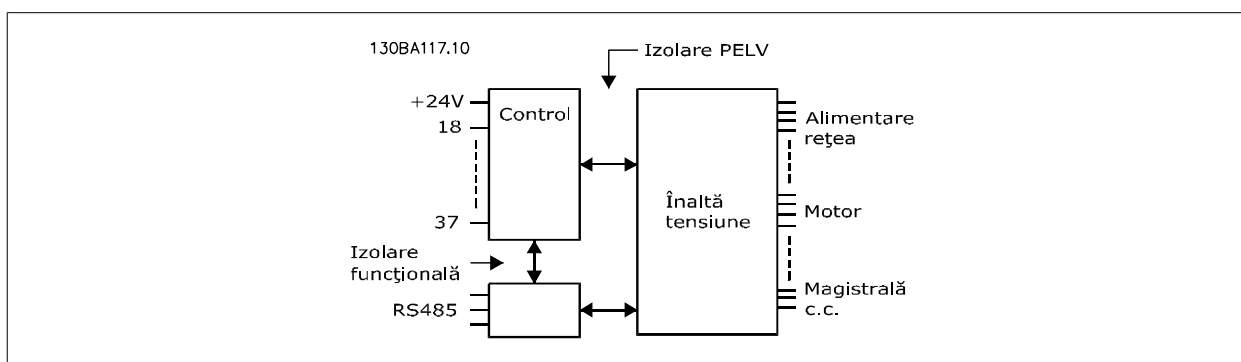 130BA117.10
Izolare PELV
+24V
Control
18
37
Alimentare
reţea
Înaltă
tensiune
Motor
Izolare
funcţională
RS485
Magistrală
c.c.